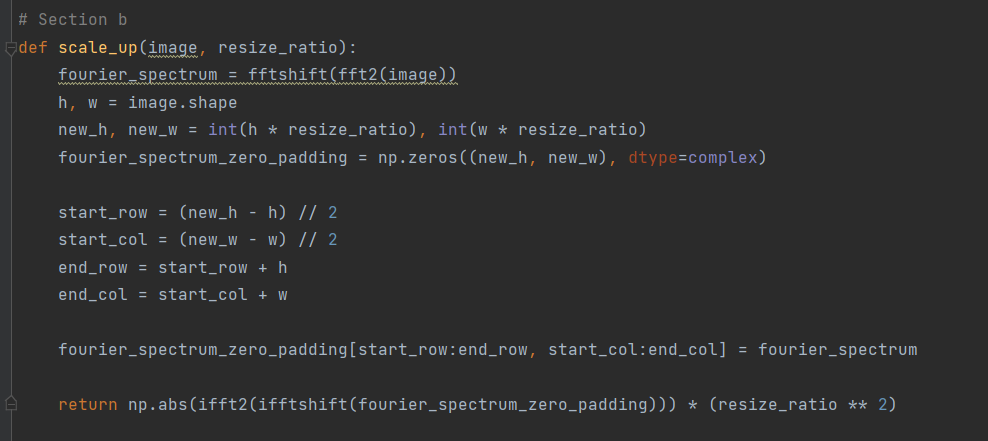 # Section b
def scale_up(image, resize_ratio):
    fourier_spectrum = fftshift(fft2(image))
    h, w = image.shape
    new_h, new_w = int(h * resize_ratio), int(w * resize_ratio)
    fourier_spectrum_zero_padding = np.zeros((new_h, new_w), dtype=complex)

    start_row = (new_h - h) // 2
    start_col = (new_w - w) // 2
    end_row = start_row + h
    end_col = start_col + w

    fourier_spectrum_zero_padding[start_row:end_row, start_col:end_col] = fourier_spectrum

    return np.abs(ifft2(ifftshift(fourier_spectrum_zero_padding))) * (resize_ratio ** 2)